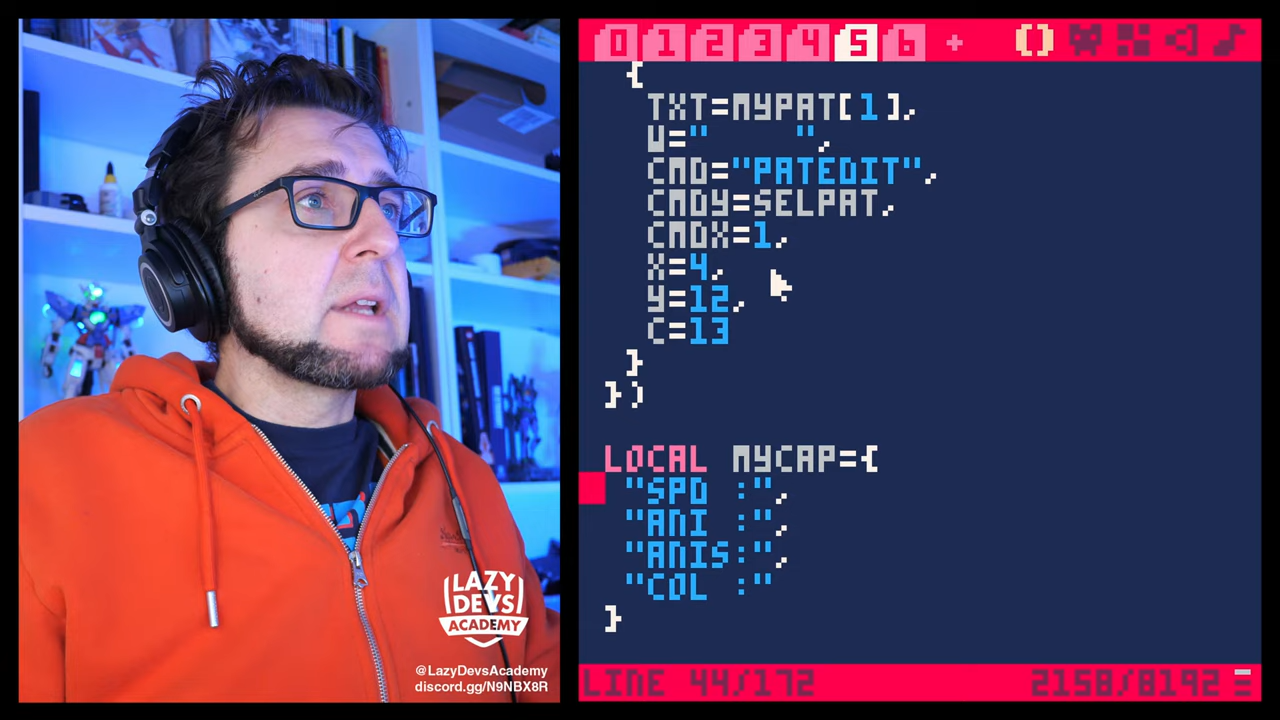 LAZY
DEVS
ACADEMY
@LazyDevsAcademy
discord.gg/N9NBX8R
0 1 2 3 4 5 6 + ()
{
TXT=MYPAT[1],
W="     ",
CMD="PATEDIT",
CMDY=SELPAT,
CMDX=1,
X=4,
Y=12,
C=13
}
})
LOCAL MYCAP={
"SPD :",
"ANI :",
"ANIS:",
"COL :"
}
LINE 44/172 2158/8192